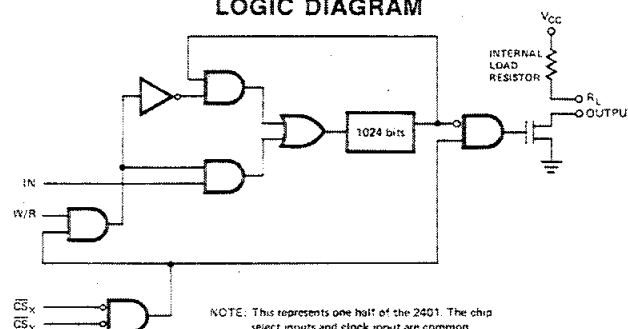 LOGIC DIAGRAM
VCC
INTERNAL
LOAD
RESISTOR
RL
OUTPUT
1024 bits
IN
W/R
CSX
CSY
NOTE: This represents one half of the 2401. The chip
select inputs and clock input are common